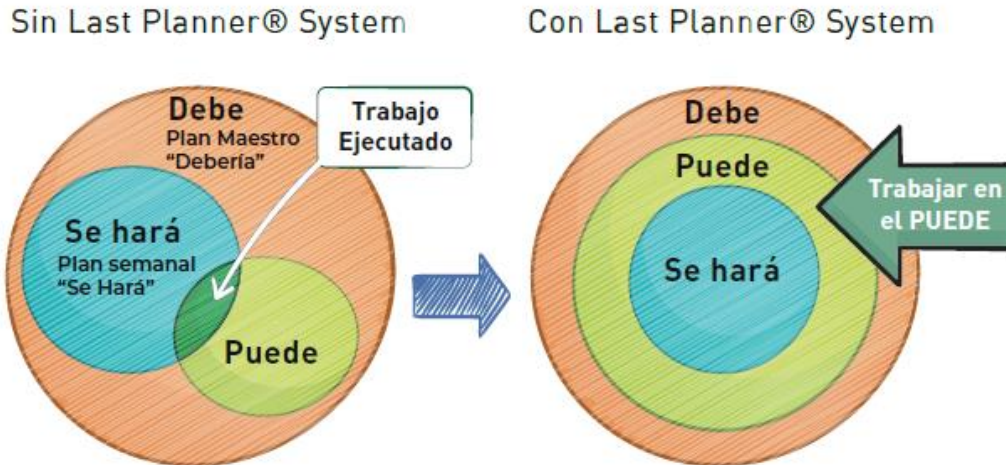 Sin Last Planner® System
Con Last Planner® System
Debe
Plan Maestro
“Debería”
Trabajo
Ejecutado
Se hará
Plan semanal
“Se Hará”
Puede
Debe
Puede
Se hará
Trabajar en
el PUEDE